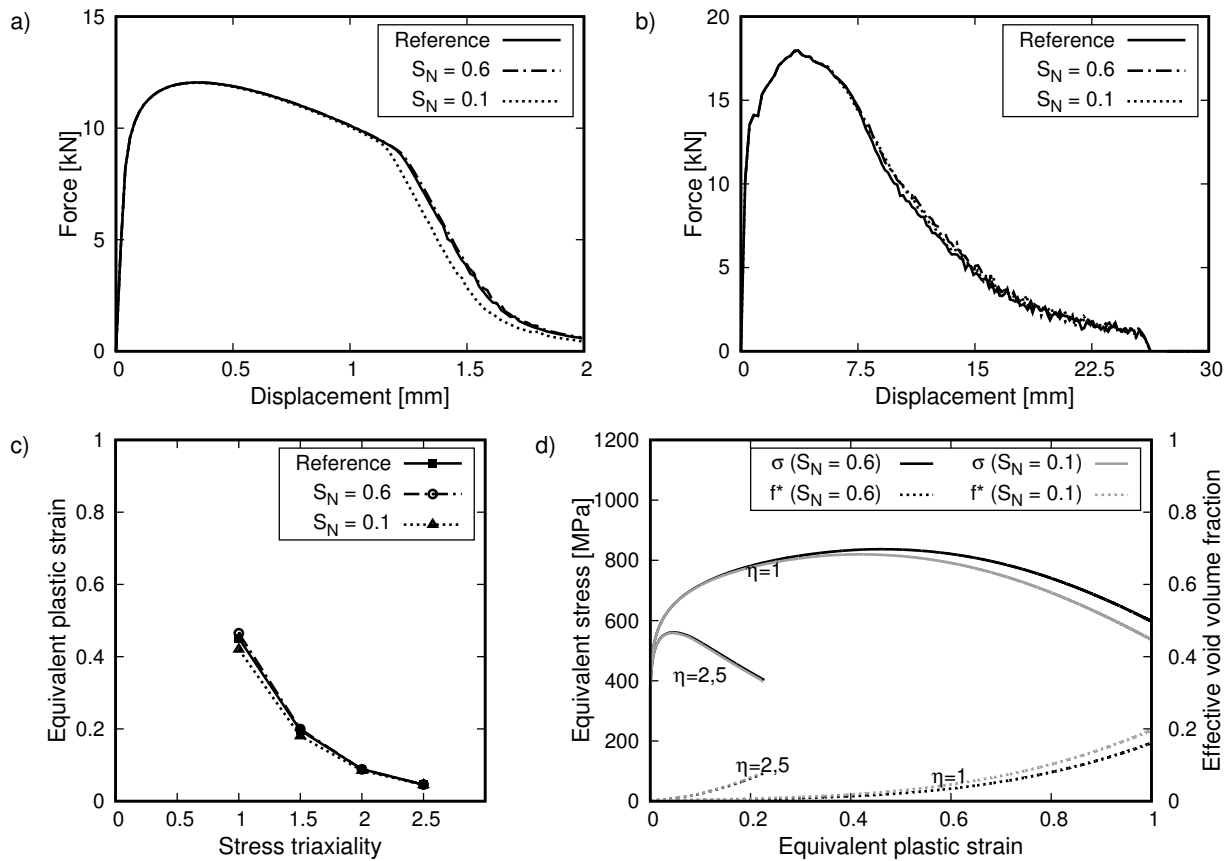 a)
15
10
5
0
Force [kN]
Reference
S_N = 0.6
S_N = 0.1
0 0.5 1 1.5 2
Displacement [mm]
b)
20
15
10
5
0
Force [kN]
Reference
S_N = 0.6
S_N = 0.1
0 7.5 15 22.5 30
Displacement [mm]
c)
1
0.8
0.6
0.4
0.2
0
Equivalent plastic strain
Reference
S_N = 0.6
S_N = 0.1
0 0.5 1 1.5 2 2.5
Stress triaxiality
d)
1200
1000
800
600
400
200
0
Equivalent stress [MPa]
σ (S_N = 0.6) σ (S_N = 0.1)
f* (S_N = 0.6) f* (S_N = 0.1)
η=1
η=2,5
η=2,5
η=1
0 0.2 0.4 0.6 0.8 1
Equivalent plastic strain
1
0.8
0.6
0.4
0.2
0
Effective void volume fraction